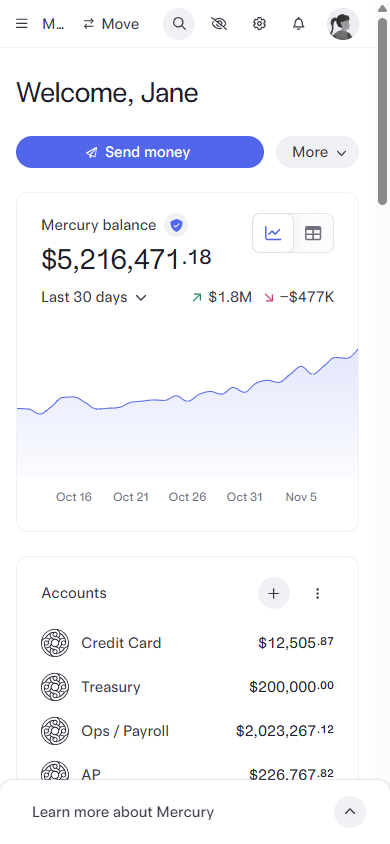 M... Move
Welcome, Jane
Send money More
Mercury balance
$5,216,471.18
Last 30 days $1.8M −$477K
Oct 16 Oct 21 Oct 26 Oct 31 Nov 5
Accounts
Credit Card $12,505.87
Treasury $200,000.00
Ops / Payroll $2,023,267.12
AP $226,767.82
Learn more about Mercury